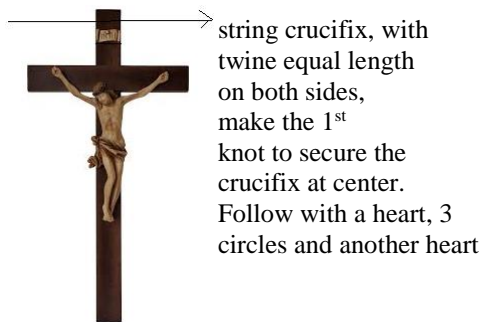 string crucifix, with
twine equal length
on both sides,
make the 1st
knot to secure the
crucifix at center.
Follow with a heart, 3
circles and another heart